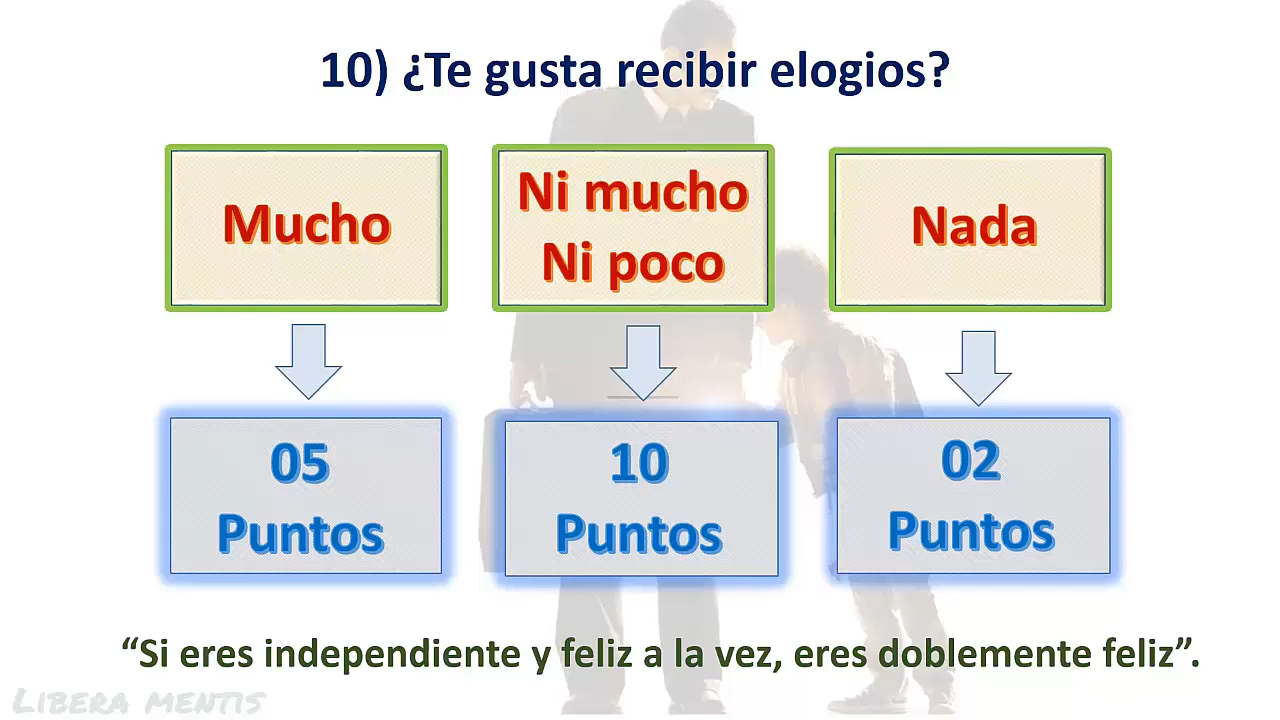 10) ¿Te gusta recibir elogios?
Mucho
Ni mucho
Ni poco
Nada
05
Puntos
10
Puntos
02
Puntos
“Si eres independiente y feliz a la vez, eres doblemente feliz”.
LIBERA MENTIS